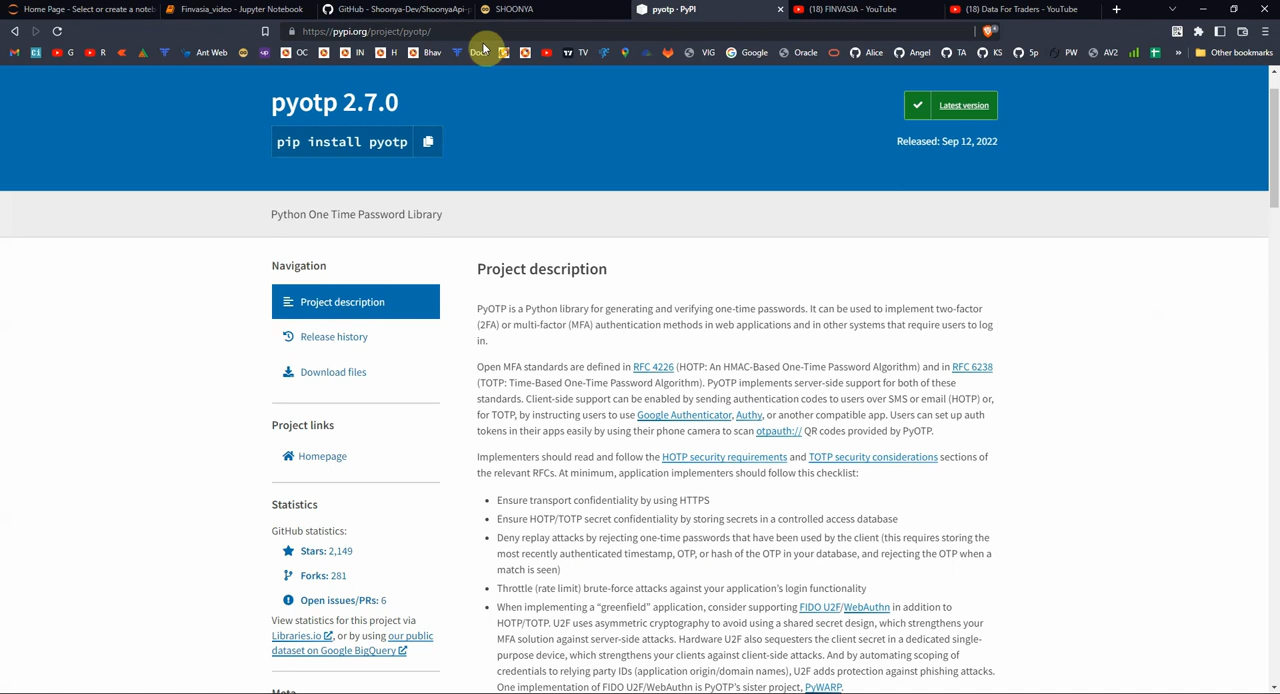 Home Page - Select or create a noteb
Finvasia_video - Jupyter Notebook
GitHub - Shoonya-Dev/ShoonyaApi-p
SHOONYA
pyotp · PyPI
(18) FINVASIA - YouTube
(18) Data For Traders - YouTube
https://pypi.org/project/pyotp/
G
R
Ant Web
OC
IN
H
Bhav
Doc
TV
VIG
Google
Oracle
Alice
Angel
TA
KS
5p
PW
AV2
Other bookmarks
pyotp 2.7.0
Latest version
pip install pyotp
Released: Sep 12, 2022
Python One Time Password Library
Navigation
Project description
Release history
Download files
Project links
Homepage
Statistics
GitHub statistics:
Stars: 2,149
Forks: 281
Open issues/PRs: 6
View statistics for this project via
Libraries.io, or by using our public
dataset on Google BigQuery
Meta
Project description
PyOTP is a Python library for generating and verifying one-time passwords. It can be used to implement two-factor
(2FA) or multi-factor (MFA) authentication methods in web applications and in other systems that require users to log
in.
Open MFA standards are defined in RFC 4226 (HOTP: An HMAC-Based One-Time Password Algorithm) and in RFC 6238
(TOTP: Time-Based One-Time Password Algorithm). PyOTP implements server-side support for both of these
standards. Client-side support can be enabled by sending authentication codes to users over SMS or email (HOTP) or,
for TOTP, by instructing users to use Google Authenticator, Authy, or another compatible app. Users can set up auth
tokens in their apps easily by using their phone camera to scan otpauth:// QR codes provided by PyOTP.
Implementers should read and follow the HOTP security requirements and TOTP security considerations sections of
the relevant RFCs. At minimum, application implementers should follow this checklist:
• Ensure transport confidentiality by using HTTPS
• Ensure HOTP/TOTP secret confidentiality by storing secrets in a controlled access database
• Deny replay attacks by rejecting one-time passwords that have been used by the client (this requires storing the
most recently authenticated timestamp, OTP, or hash of the OTP in your database, and rejecting the OTP when a
match is seen)
• Throttle (rate limit) brute-force attacks against your application's login functionality
• When implementing a "greenfield" application, consider supporting FIDO U2F/WebAuthn in addition to
HOTP/TOTP. U2F uses asymmetric cryptography to avoid using a shared secret design, which strengthens your
MFA solution against server-side attacks. Hardware U2F also sequesters the client secret in a dedicated single-
purpose device, which strengthens your clients against client-side attacks. And by automating scoping of
credentials to relying party IDs (application origin/domain names), U2F adds protection against phishing attacks.
One implementation of FIDO U2F/WebAuthn is PyOTP's sister project, PyWARP.